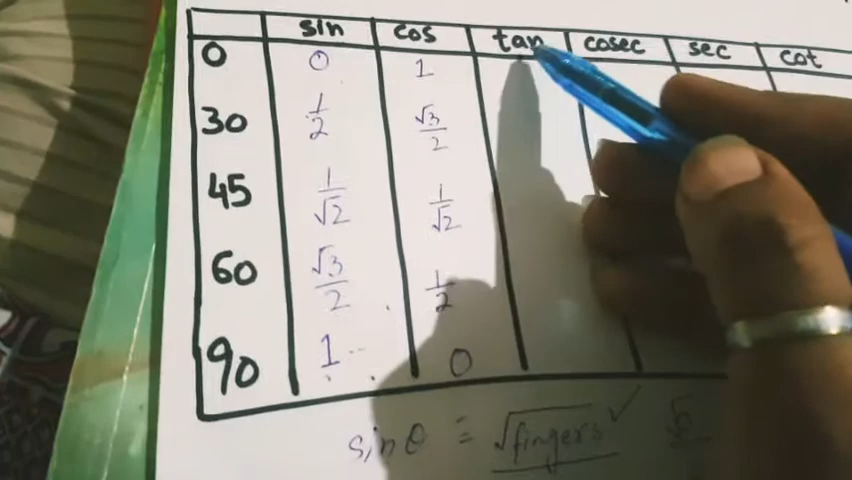 sin cos tan cosec sec cot
0 0 1
30 1/2 √3/2
45 1/√2 1/√2
60 √3/2 1/2
90 1 0
sinθ = √fingers ✓